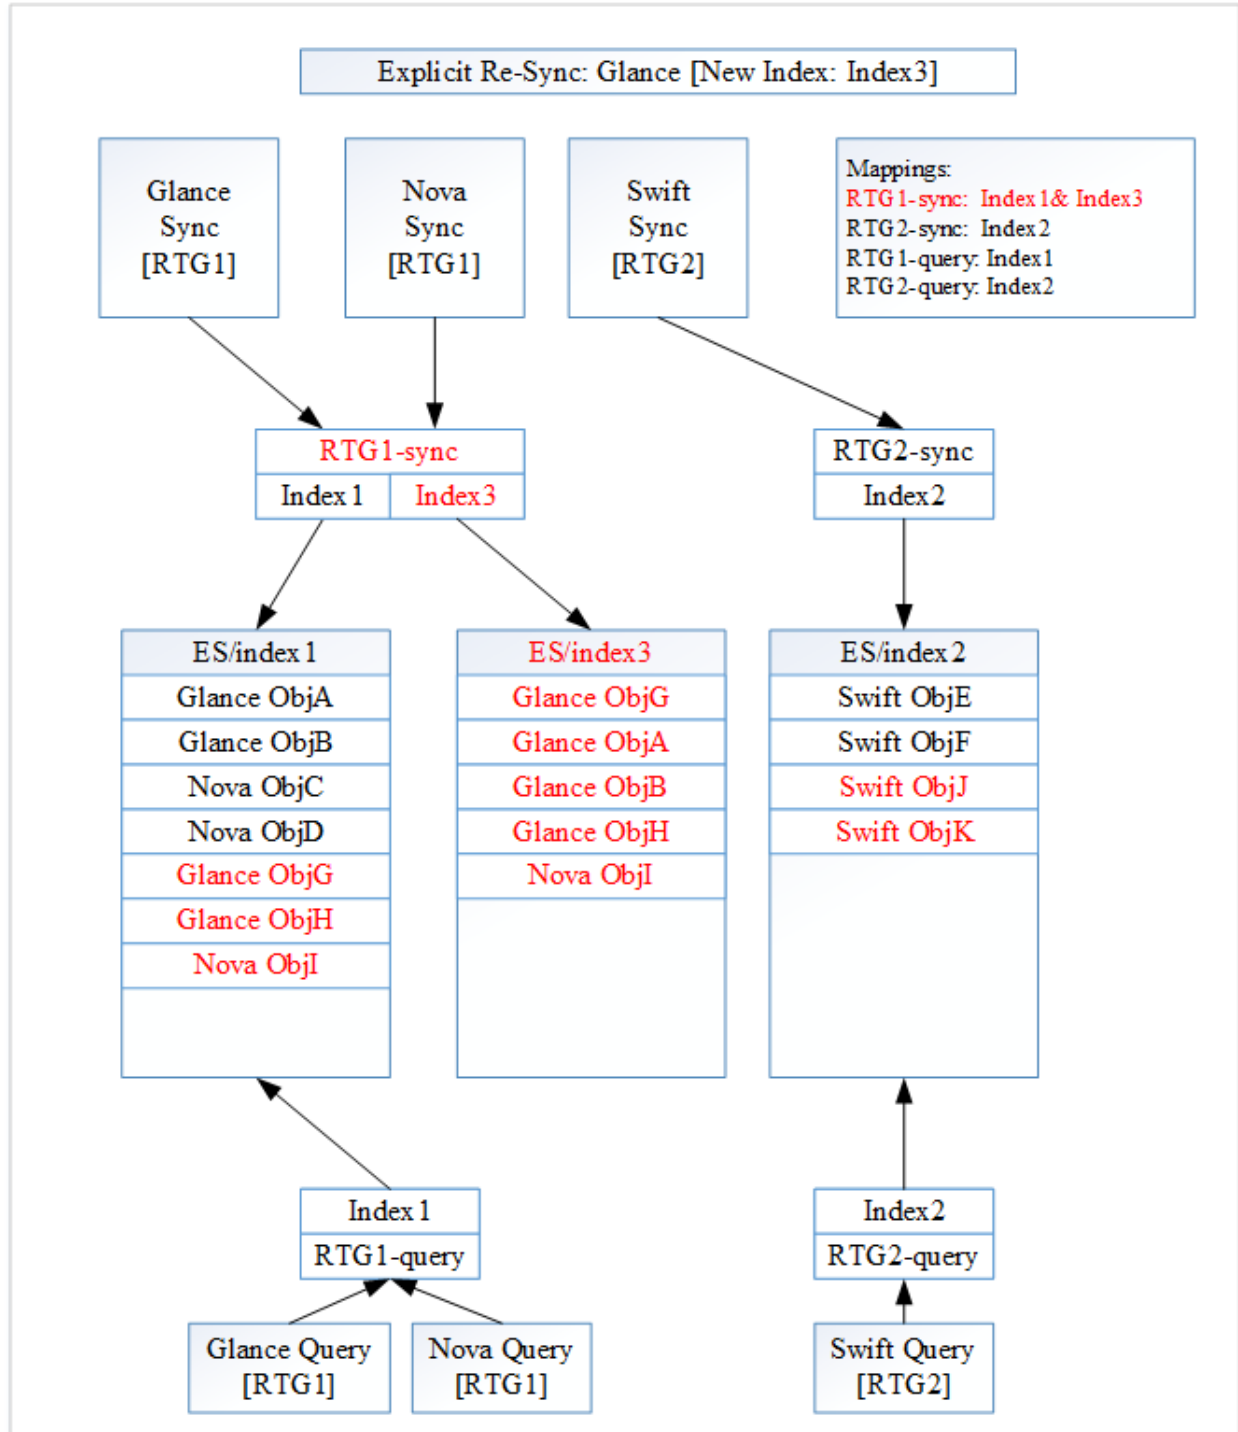 Explicit Re-Sync: Glance [New Index: Index3]
Glance
Sync
[RTG1]
Nova
Sync
[RTG1]
Swift
Sync
[RTG2]
Mappings:
RTG1-sync: Index1& Index3
RTG2-sync: Index2
RTG1-query: Index1
RTG2-query: Index2
RTG1-sync
Index1
Index3
RTG2-sync
Index2
ES/index1
Glance ObjA
Glance ObjB
Nova ObjC
Nova ObjD
Glance ObjG
Glance ObjH
Nova ObjI
ES/index3
Glance ObjG
Glance ObjA
Glance ObjB
Glance ObjH
Nova ObjI
ES/index2
Swift ObjE
Swift ObjF
Swift ObjJ
Swift ObjK
Index1
RTG1-query
Index2
RTG2-query
Glance Query
[RTG1]
Nova Query
[RTG1]
Swift Query
[RTG2]